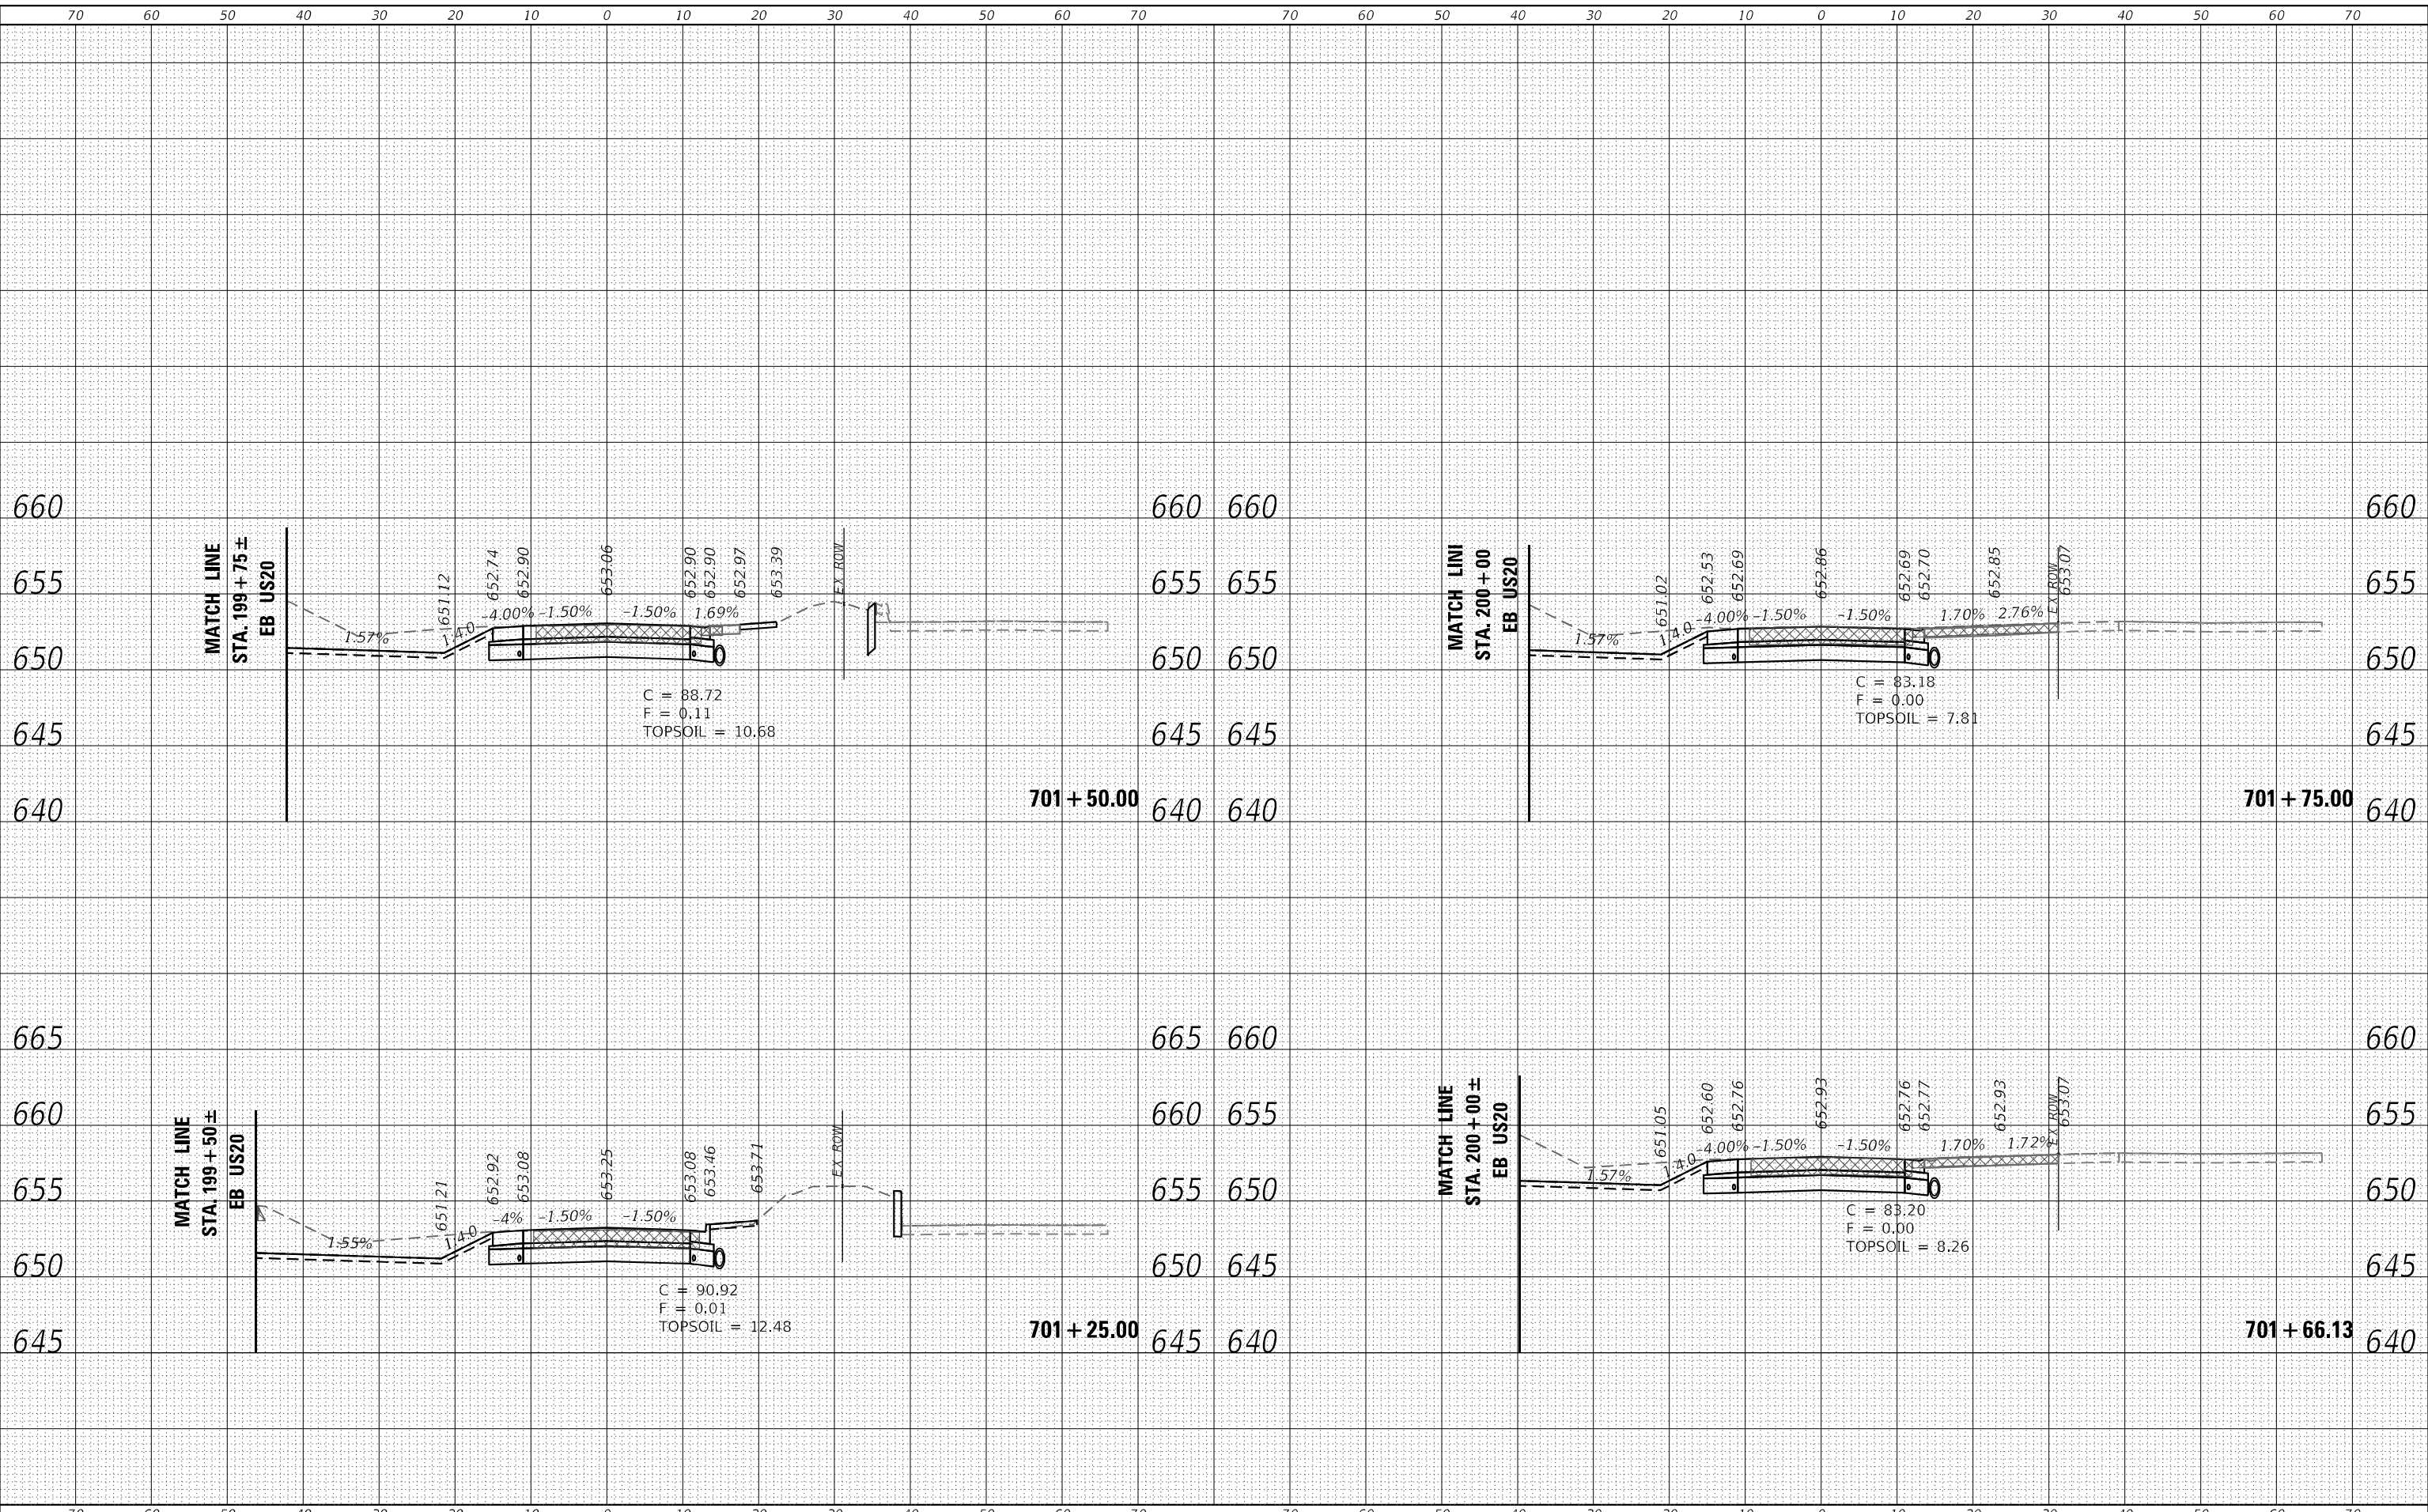 70 60 50 40 30 20 10 0 10 20 30 40 50 60 70 70 60 50 40 30 20 10 0 10 20 30 40 50 60 70
660 660 660 660
655 655 655 655
650 650 650 650
645 645 645 645
640 640 640 640
MATCH LINE
STA. 199+75±
EB US20
1.57%
651.12
1:4.0
652.74
-4.00%
652.90
-1.50%
653.06
-1.50%
652.90
652.90
1.69%
652.97
653.39
EX ROW
C = 88.72
F = 0.11
TOPSOIL = 10.68
701+50.00
MATCH LINI
STA. 200+00
EB US20
1.57%
651.02
1:4.0
652.53
-4.00%
652.69
-1.50%
652.86
-1.50%
652.69
652.70
1.70%
652.85
2.76%
EX ROW
653.07
C = 83.18
F = 0.00
TOPSOIL = 7.81
701+75.00
665 665 660 660
660 660 655 655
655 655 650 650
650 650 645 645
645 645 640 640
MATCH LINE
STA. 199+50±
EB US20
1.55%
651.21
1:4.0
652.92
-4%
653.08
-1.50%
653.25
-1.50%
653.08
653.46
653.71
EX ROW
C = 90.92
F = 0.01
TOPSOIL = 12.48
701+25.00
MATCH LINE
STA. 200+00±
EB US20
1.57%
651.05
1:4.0
652.60
-4.00%
652.76
-1.50%
652.93
-1.50%
652.76
652.77
1.70%
652.93
1.72%
EX ROW
653.07
C = 83.20
F = 0.00
TOPSOIL = 8.26
701+66.13